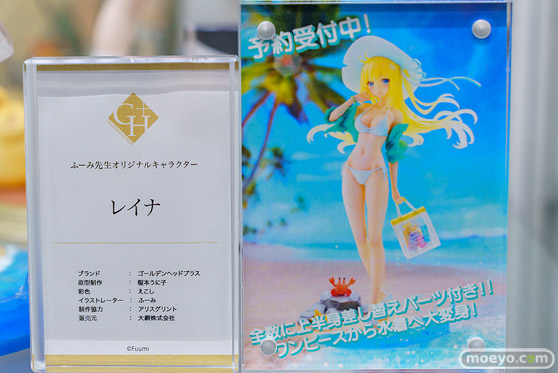 G+H
ふーみ先生オリジナルキャラクター
レイナ
ブランド : ゴールデンヘッドプラス
原型制作 : 榎本うに子
彩色 : えこし
イラストレーター : ふーみ
制作協力 : アリスグリント
販売元 : 大網株式会社
©Fuumi
予約受付中!
全数に上半身差し替えパーツ付き!!
ワンピースから水着へ大変身!
moeyo.com